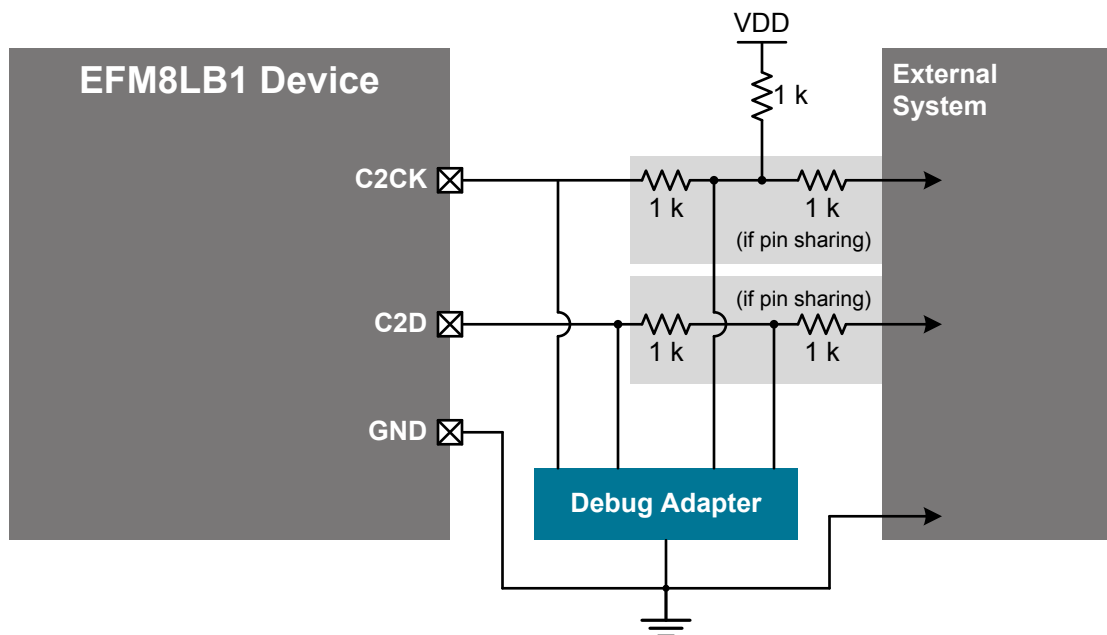 VDD
EFM8LB1 Device
External
System
1 k
C2CK
1 k
1 k
(if pin sharing)
(if pin sharing)
C2D
1 k
1 k
GND
Debug Adapter